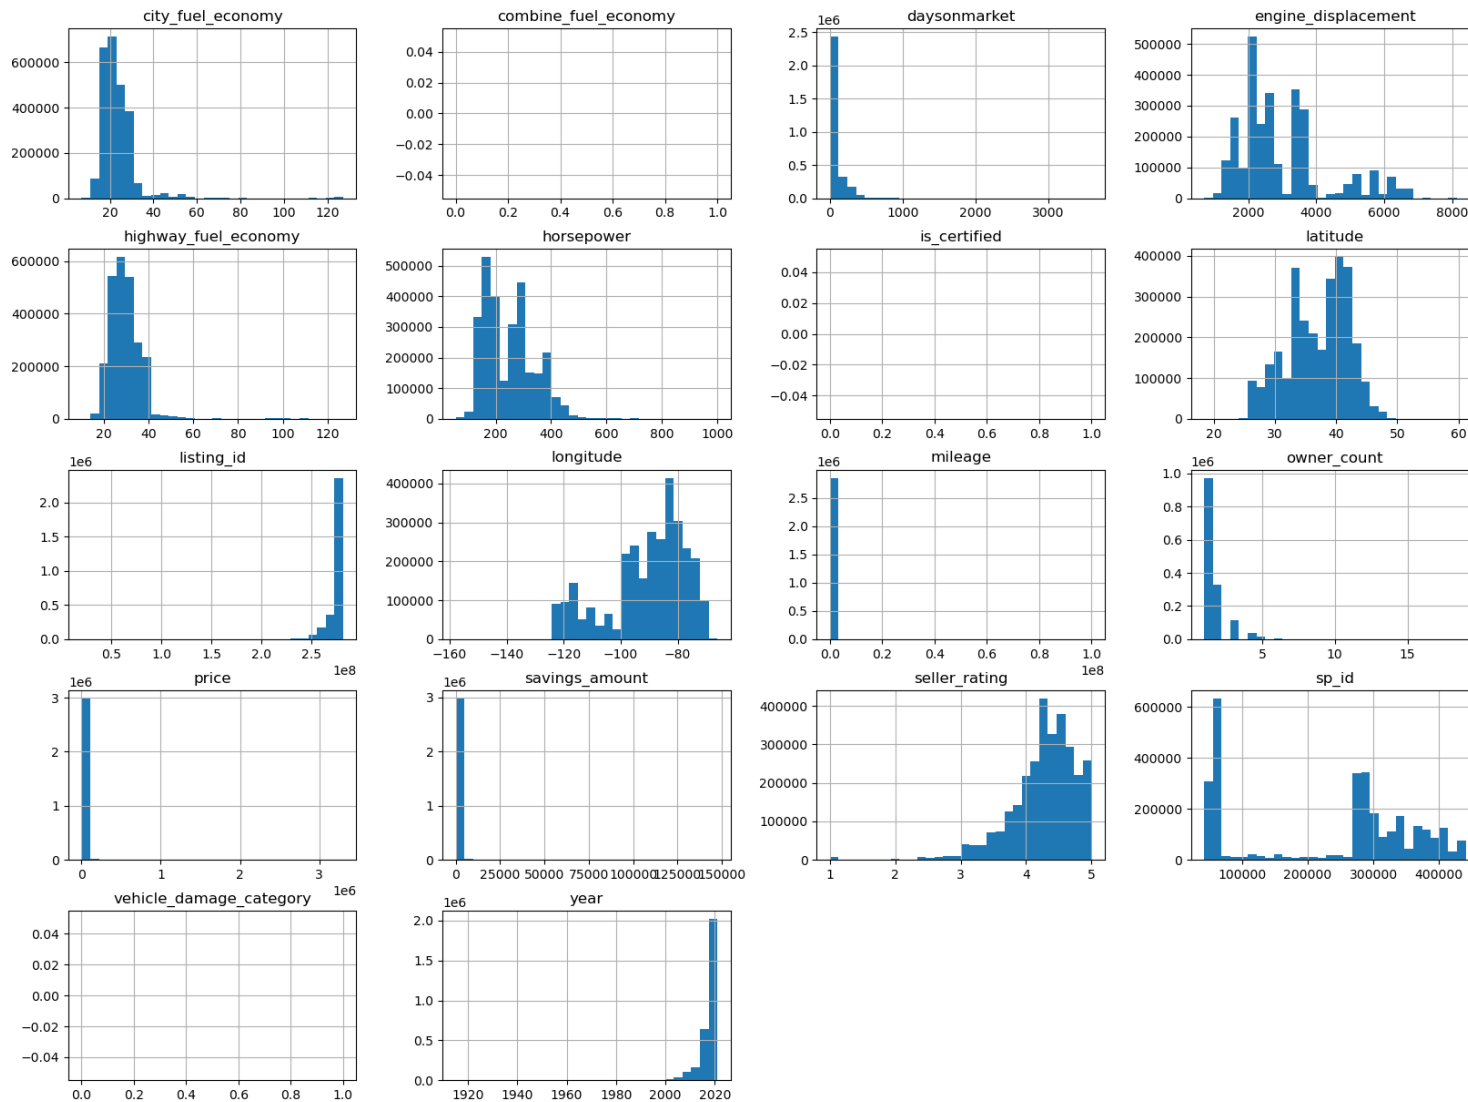 city_fuel_economy
600000
400000
200000
0
20 40 60 80 100 120
combine_fuel_economy
0.04
0.02
0.00
−0.02
−0.04
0.0 0.2 0.4 0.6 0.8 1.0
daysonmarket
1e6
2.5
2.0
1.5
1.0
0.5
0.0
0 1000 2000 3000
engine_displacement
500000
400000
300000
200000
100000
0
2000 4000 6000 8000
highway_fuel_economy
600000
400000
200000
0
20 40 60 80 100 120
horsepower
500000
400000
300000
200000
100000
0
200 400 600 800 1000
is_certified
0.04
0.02
0.00
−0.02
−0.04
0.0 0.2 0.4 0.6 0.8 1.0
latitude
400000
300000
200000
100000
0
20 30 40 50 60
listing_id
1e6
2.0
1.5
1.0
0.5
0.0
0.5 1.0 1.5 2.0 2.5
1e8
longitude
400000
300000
200000
100000
0
−160 −140 −120 −100 −80
mileage
1e6
2.5
2.0
1.5
1.0
0.5
0.0
0.0 0.2 0.4 0.6 0.8 1.0
1e8
owner_count
1e6
1.0
0.8
0.6
0.4
0.2
0.0
5 10 15
price
1e6
3
2
1
0
0 1 2 3
1e6
savings_amount
1e6
3
2
1
0
0 25000 50000 75000 100000 125000 150000
seller_rating
400000
300000
200000
100000
0
1 2 3 4 5
sp_id
600000
400000
200000
0
100000 200000 300000 400000
vehicle_damage_category
0.04
0.02
0.00
−0.02
−0.04
0.0 0.2 0.4 0.6 0.8 1.0
year
1e6
2.0
1.5
1.0
0.5
0.0
1920 1940 1960 1980 2000 2020